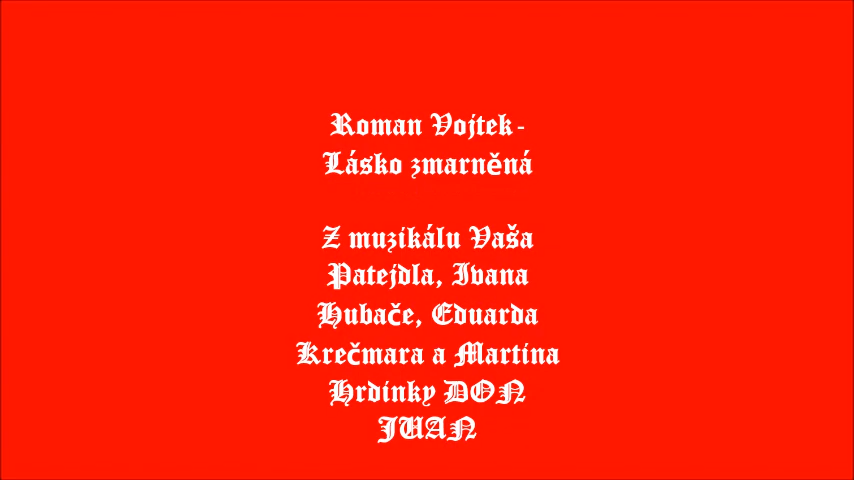 Roman Vojtek-
Lásko zmarněná
Z muzikálu Vaša
Patejdla, Ivana
Hubače, Eduarda
Krečmara a Martina
Hrdinky DON
JUAN